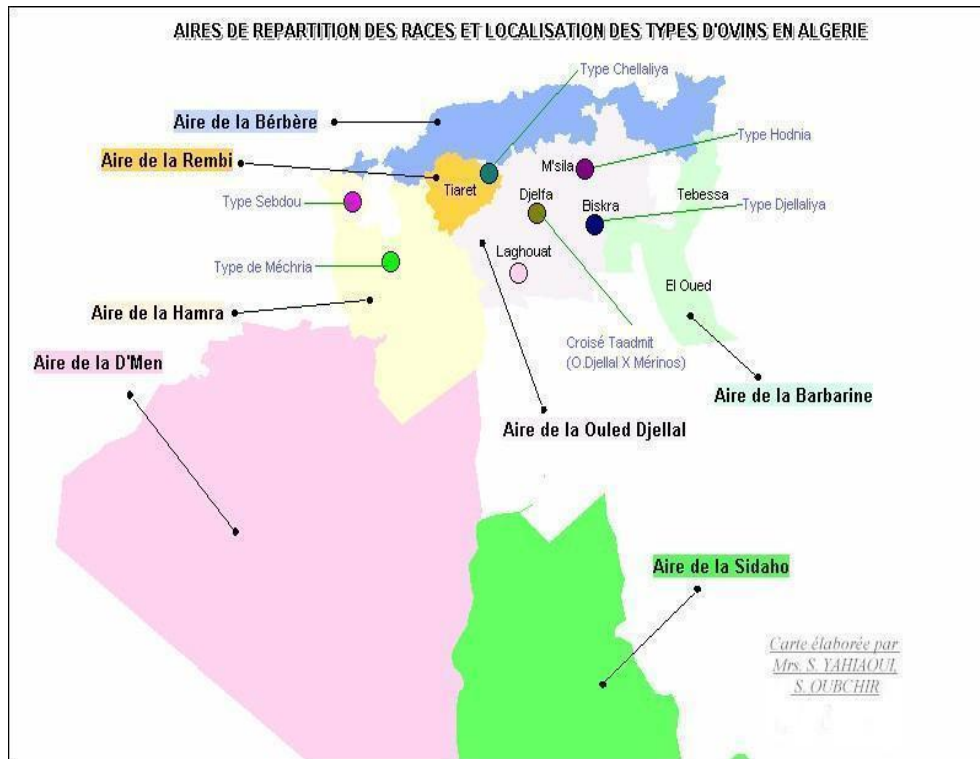 AIRES DE REPARTITION DES RACES ET LOCALISATION DES TYPES D'OVINS EN ALGERIE
Type Chellaliya
Aire de la Bérbère
Type Hodnia
Aire de la Rembi
M'sila
Tiaret
Djelfa
Biskra
Tebessa
Type Sebdou
Type Djellaliya
Laghouat
Type de Méchria
El Oued
Aire de la Hamra
Croisé Taadmit
(O.Djellal X Mérinos)
Aire de la D'Men
Aire de la Barbarine
Aire de la Ouled Djellal
Aire de la Sidaho
Carte élaborée par
Mrs. S. YAHIAOUI,
S. OUBCHIR